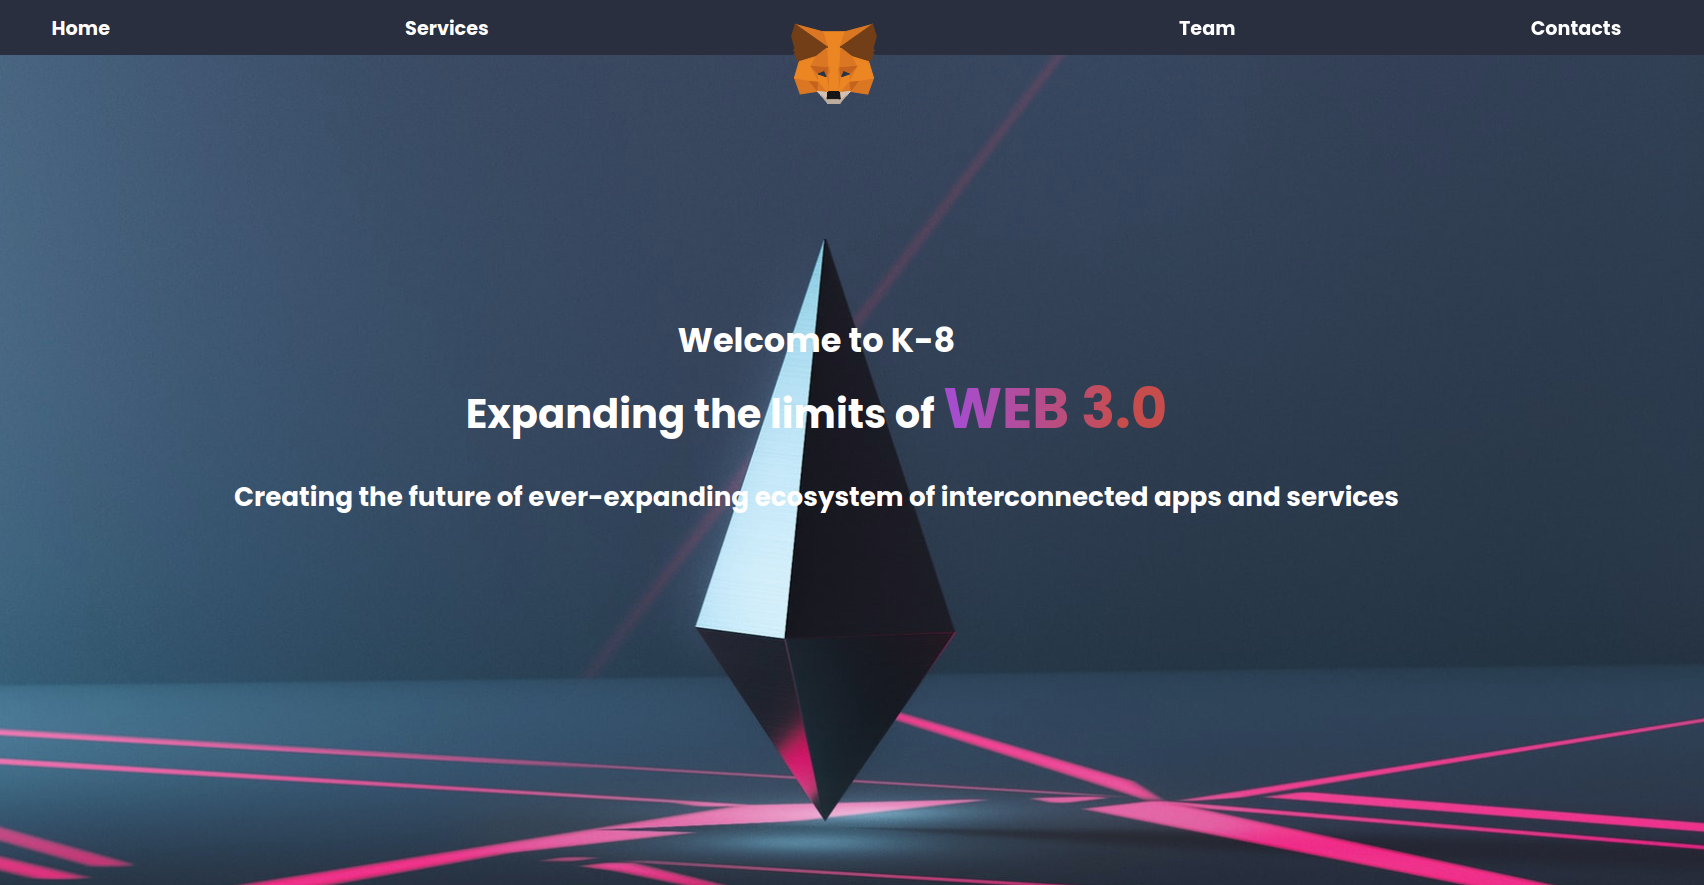 Home
Services
Team
Contacts
Welcome to K-8
Expanding the limits of WEB 3.0
Creating the future of ever-expanding ecosystem of interconnected apps and services